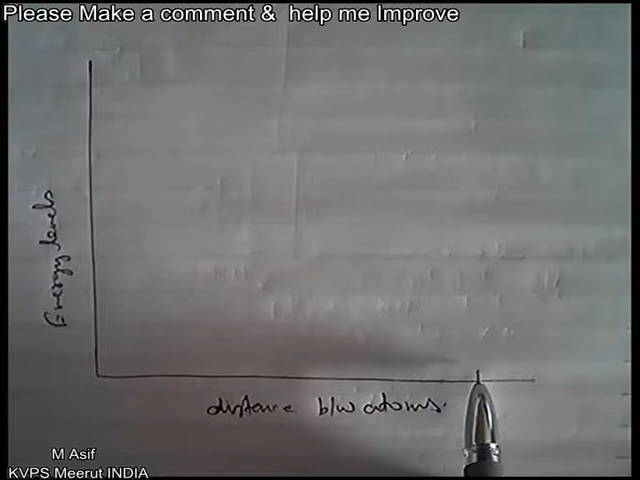 Please Make a comment &  help me Improve
Energy levels
distance b/w atoms.
M Asif
KVPS Meerut INDIA